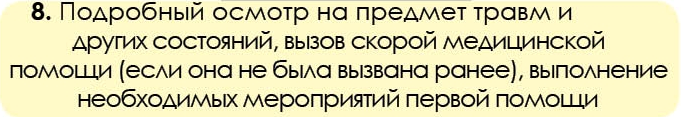 8. Подробный осмотр на предмет травм и
других состояний, вызов скорой медицинской
помощи (если она не была вызвана ранее), выполнение
необходимых мероприятий первой помощи